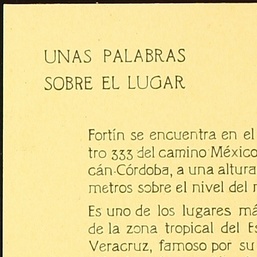 UNAS PALABRAS
SOBRE EL LUGAR
Fortín se encuentra en el
tro 333 del camino México
cán-Córdoba, a una altura
metros sobre el nivel del
Es uno de los lugares má
de la zona tropical del Es
Veracruz, famoso por su